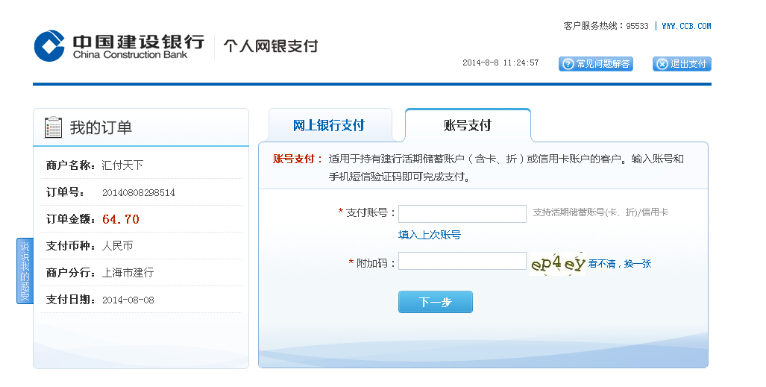 客户服务热线：95533 | WWW.CCB.COM
中国建设银行 个人网银支付
China Construction Bank
2014-8-8 11:24:57 常见问题解答 退出支付
我的订单
商户名称：汇付天下
订单号： 20140808298514
订单金额：64.70
支付币种：人民币
商户分行：上海市建行
支付日期：2014-08-08
说说我的感受
网上银行支付 账号支付
账号支付： 适用于持有建行活期储蓄账户（含卡、折）或信用卡账户的客户。输入账号和
手机短信验证码即可完成支付。
* 支付账号： 支持活期储蓄账号(卡、折)/信用卡
填入上次账号
* 附加码： ep4ey 看不清，换一张
下一步